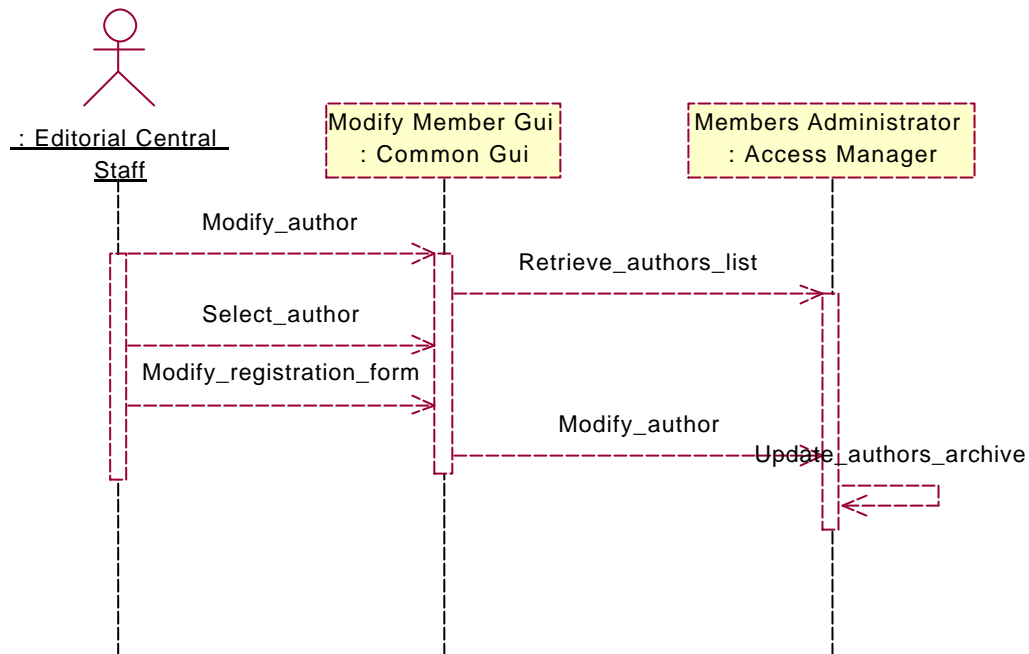 : Editorial Central
Staff
Modify Member Gui
: Common Gui
Members Administrator
: Access Manager
Modify_author
Retrieve_authors_list
Select_author
Modify_registration_form
Modify_author
Update_authors_archive